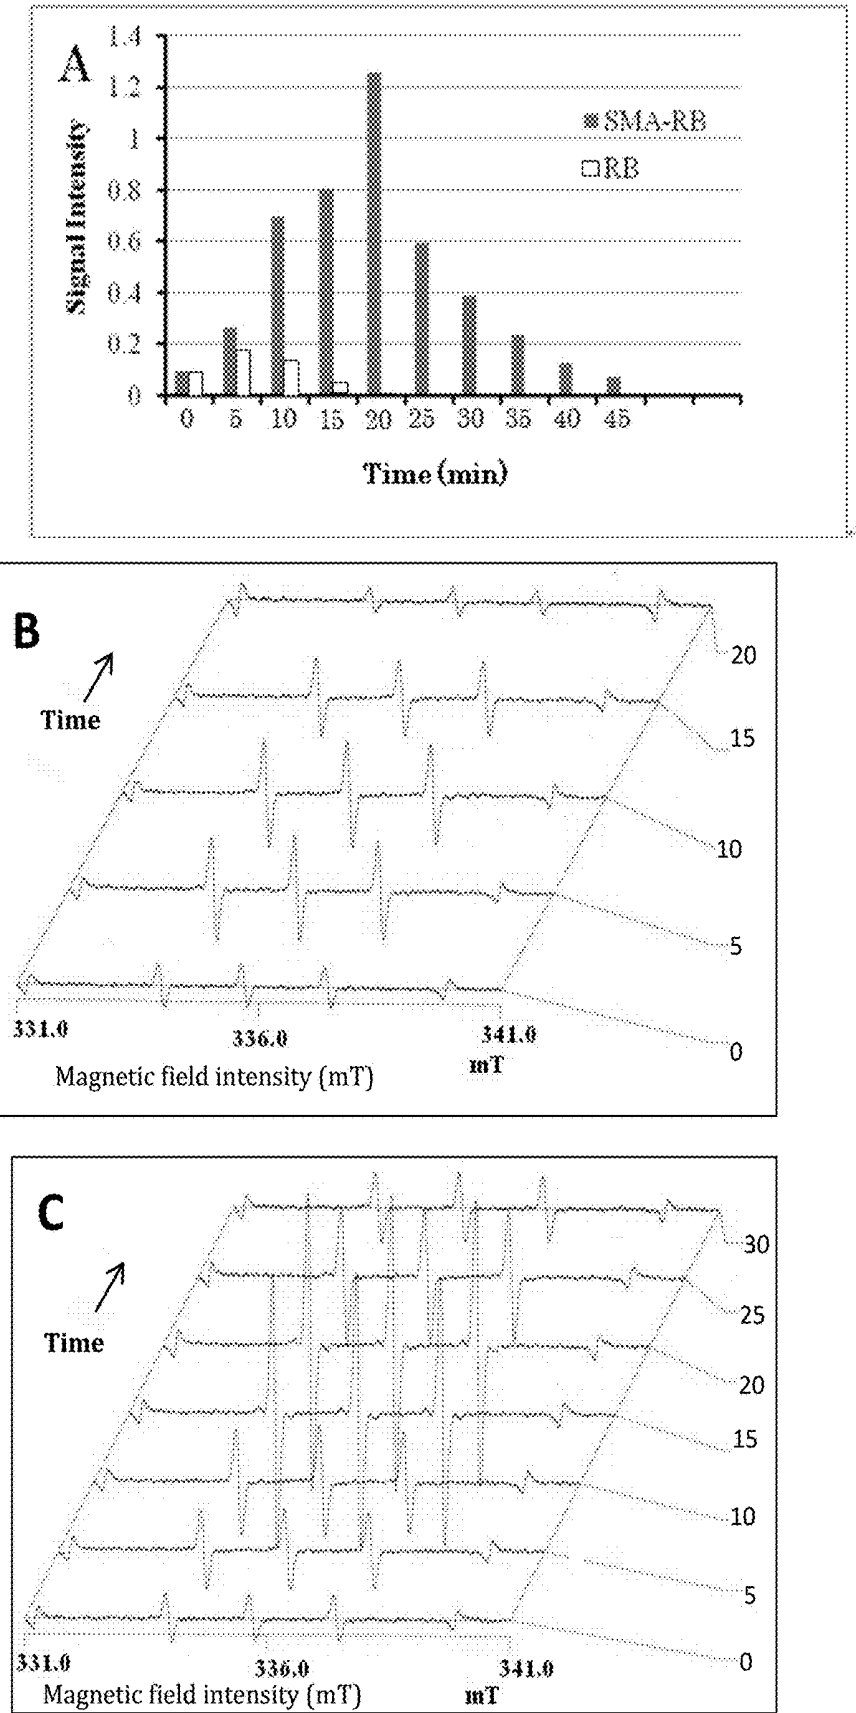 A
1.4
1.2
1
0.8
0.6
0.4
0.2
0
Signal Intensity
SMA-RB
RB
0 5 10 15 20 25 30 35 40 45
Time (min)
B
Time
20
15
10
5
0
331.0 336.0 341.0
mT
Magnetic field intensity (mT)
C
Time
30
25
20
15
10
5
0
331.0 336.0 341.0
Magnetic field intensity (mT) mT